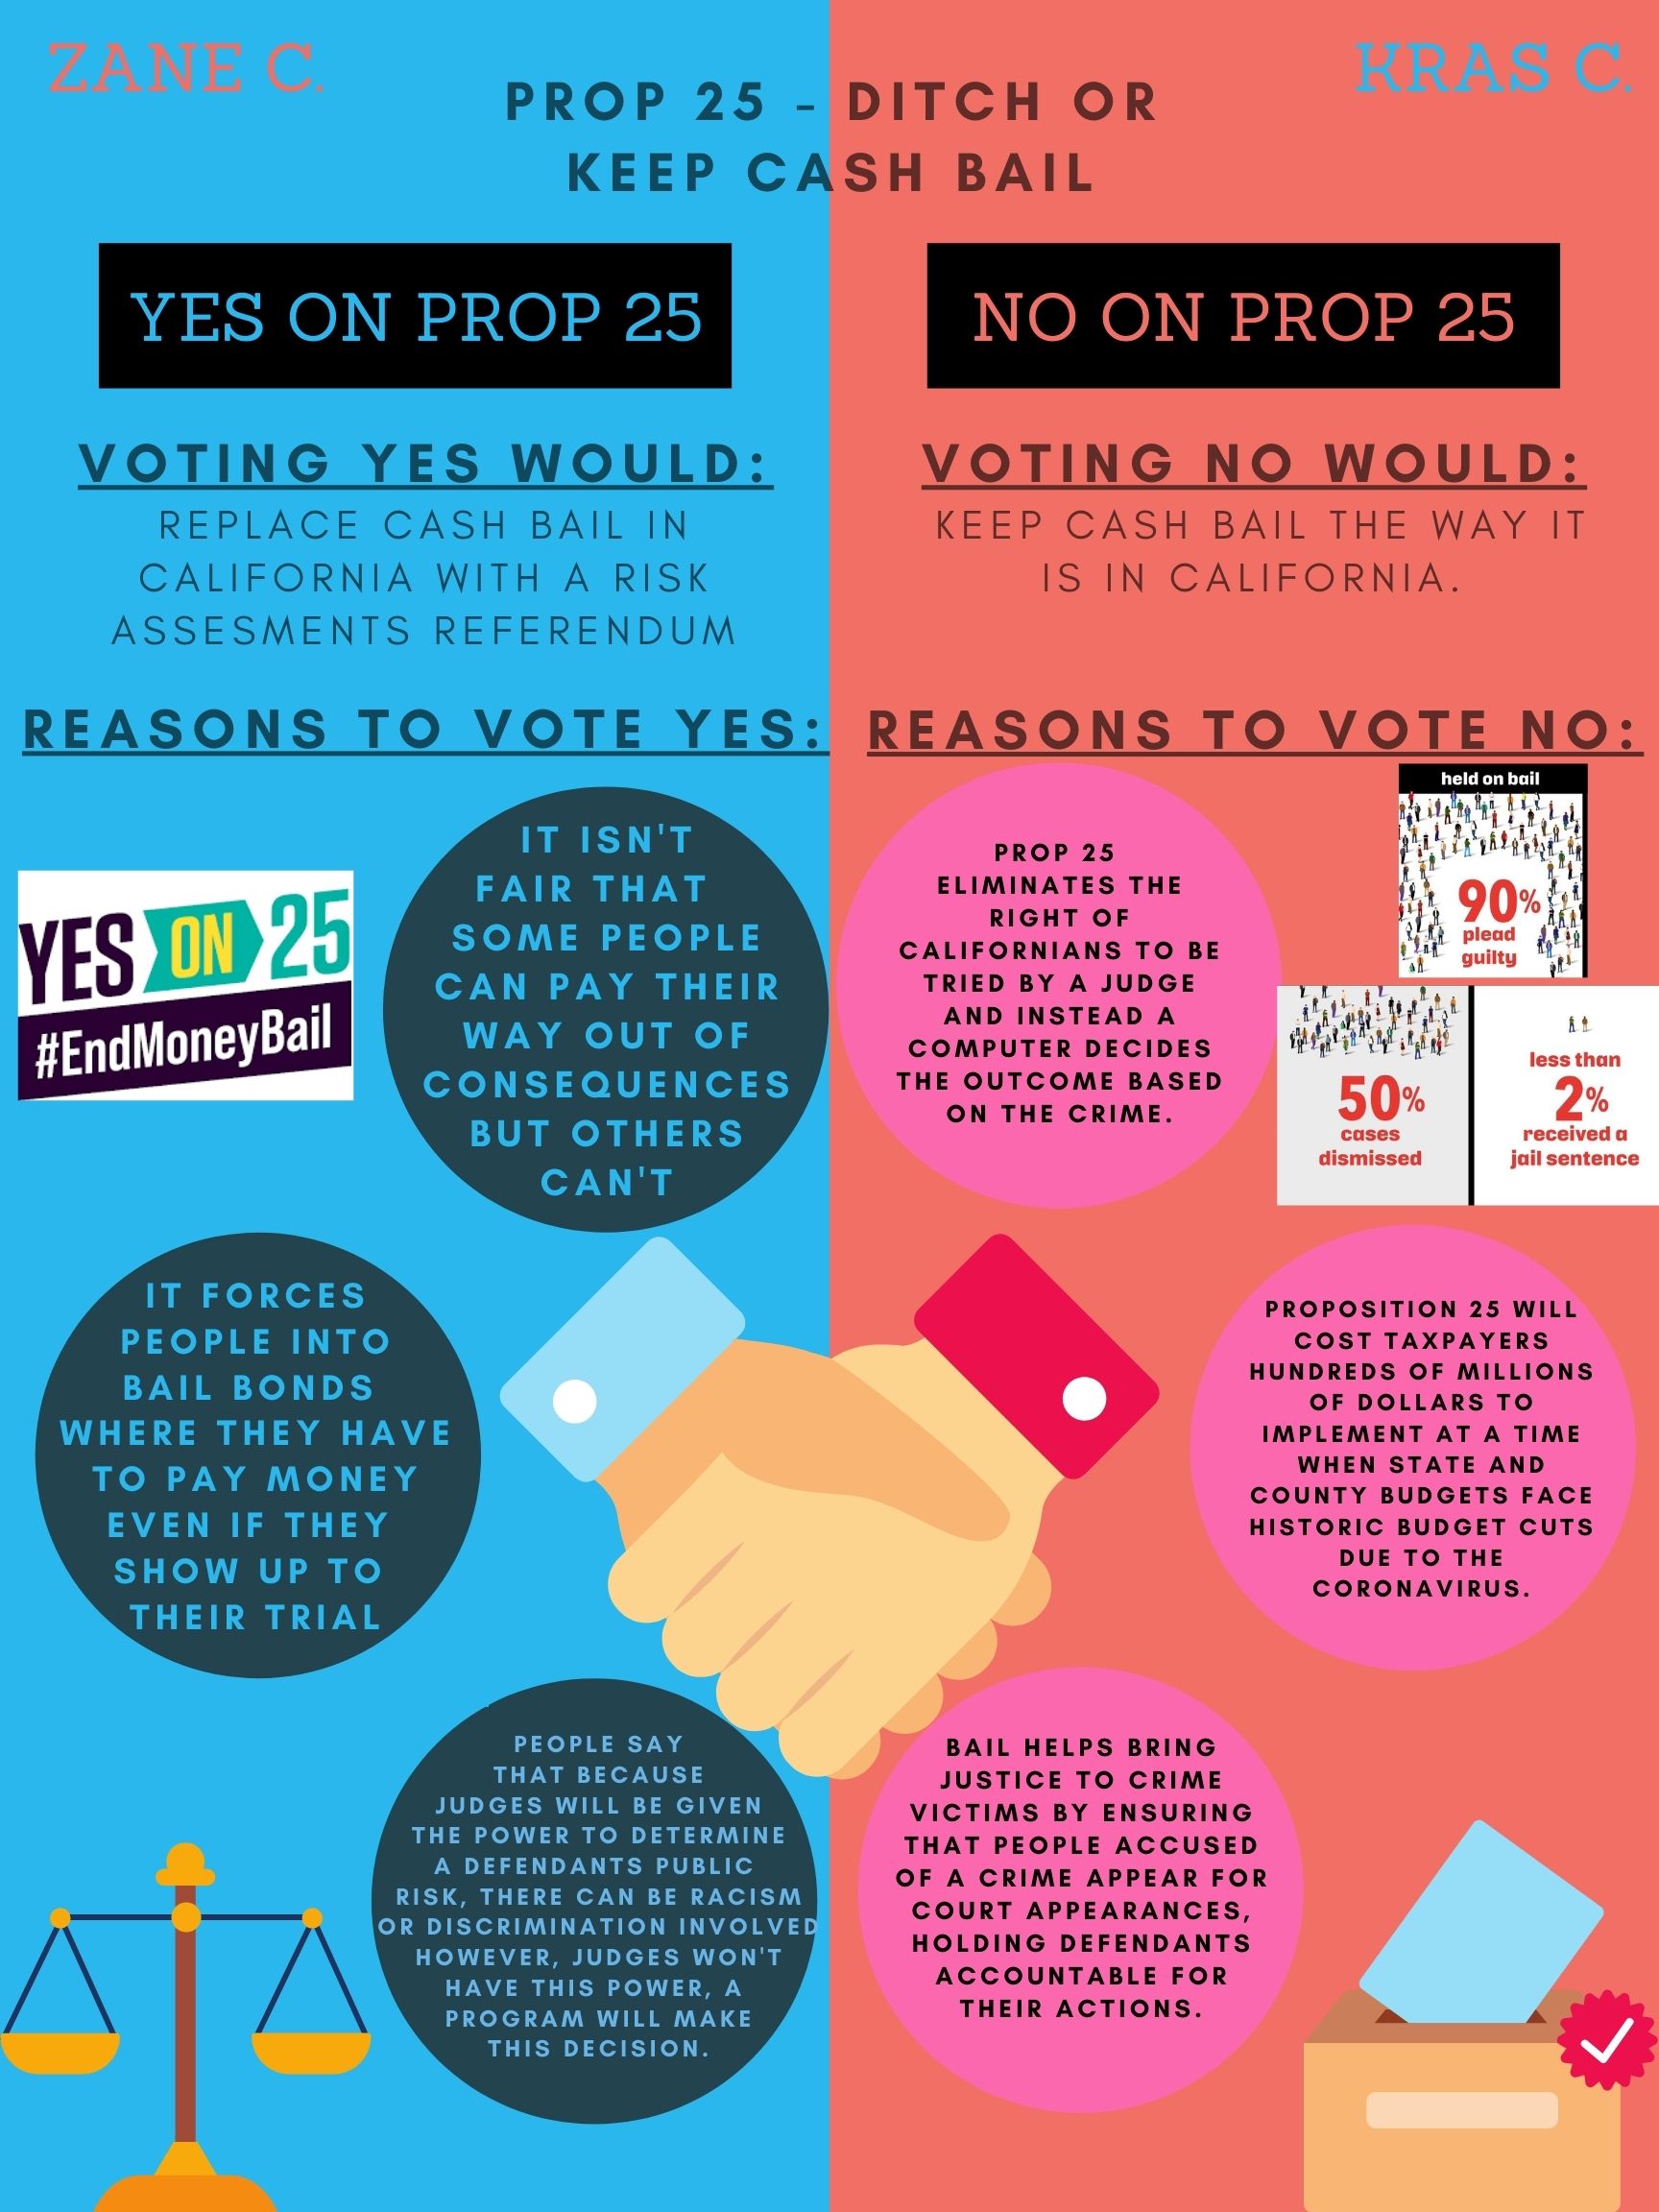 ZANE C.
KRAS C.
PROP 25 - DITCH OR
KEEP CASH BAIL
YES ON PROP 25
VOTING YES WOULD:
REPLACE CASH BAIL IN
CALIFORNIA WITH A RISK
ASSESMENTS REFERENDUM
REASONS TO VOTE YES:
YES ON 25
#EndMoneyBail
IT ISN'T
FAIR THAT
SOME PEOPLE
CAN PAY THEIR
WAY OUT OF
CONSEQUENCES
BUT OTHERS
CAN'T
IT FORCES
PEOPLE INTO
BAIL BONDS
WHERE THEY HAVE
TO PAY MONEY
EVEN IF THEY
SHOW UP TO
THEIR TRIAL
PEOPLE SAY
THAT BECAUSE
JUDGES WILL BE GIVEN
THE POWER TO DETERMINE
A DEFENDANTS PUBLIC
RISK, THERE CAN BE RACISM
OR DISCRIMINATION INVOLVED
HOWEVER, JUDGES WON'T
HAVE THIS POWER, A
PROGRAM WILL MAKE
THIS DECISION.
NO ON PROP 25
VOTING NO WOULD:
KEEP CASH BAIL THE WAY IT
IS IN CALIFORNIA.
REASONS TO VOTE NO:
PROP 25
ELIMINATES THE
RIGHT OF
CALIFORNIANS TO BE
TRIED BY A JUDGE
AND INSTEAD A
COMPUTER DECIDES
THE OUTCOME BASED
ON THE CRIME.
held on bail
90%
plead
guilty
50%
cases
dismissed
less than
2%
received a
jail sentence
PROPOSITION 25 WILL
COST TAXPAYERS
HUNDREDS OF MILLIONS
OF DOLLARS TO
IMPLEMENT AT A TIME
WHEN STATE AND
COUNTY BUDGETS FACE
HISTORIC BUDGET CUTS
DUE TO THE
CORONAVIRUS.
BAIL HELPS BRING
JUSTICE TO CRIME
VICTIMS BY ENSURING
THAT PEOPLE ACCUSED
OF A CRIME APPEAR FOR
COURT APPEARANCES,
HOLDING DEFENDANTS
ACCOUNTABLE FOR
THEIR ACTIONS.